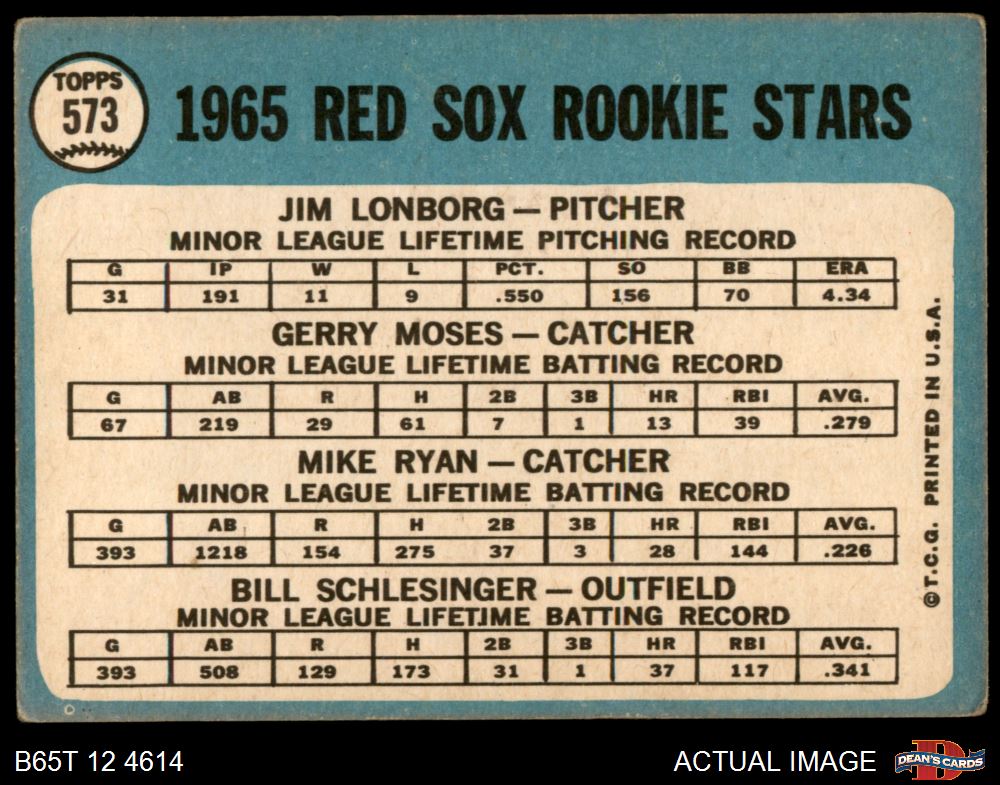 TOPPS
573
1965 RED SOX ROOKIE STARS
JIM LONBORG — PITCHER
MINOR LEAGUE LIFETIME PITCHING RECORD
G IP W L PCT. SO BB ERA
31 191 11 9 .550 156 70 4.34
GERRY MOSES — CATCHER
MINOR LEAGUE LIFETIME BATTING RECORD
G AB R H 2B 3B HR RBI AVG.
67 219 29 61 7 1 13 39 .279
MIKE RYAN — CATCHER
MINOR LEAGUE LIFETIME BATTING RECORD
G AB R H 2B 3B HR RBI AVG.
393 1218 154 275 37 3 28 144 .226
BILL SCHLESINGER — OUTFIELD
MINOR LEAGUE LIFETIME BATTING RECORD
G AB R H 2B 3B HR RBI AVG.
393 508 129 173 31 1 37 117 .341
©T.C.G. PRINTED IN U.S.A.
B65T 12 4614
ACTUAL IMAGE
DEAN'S CARDS